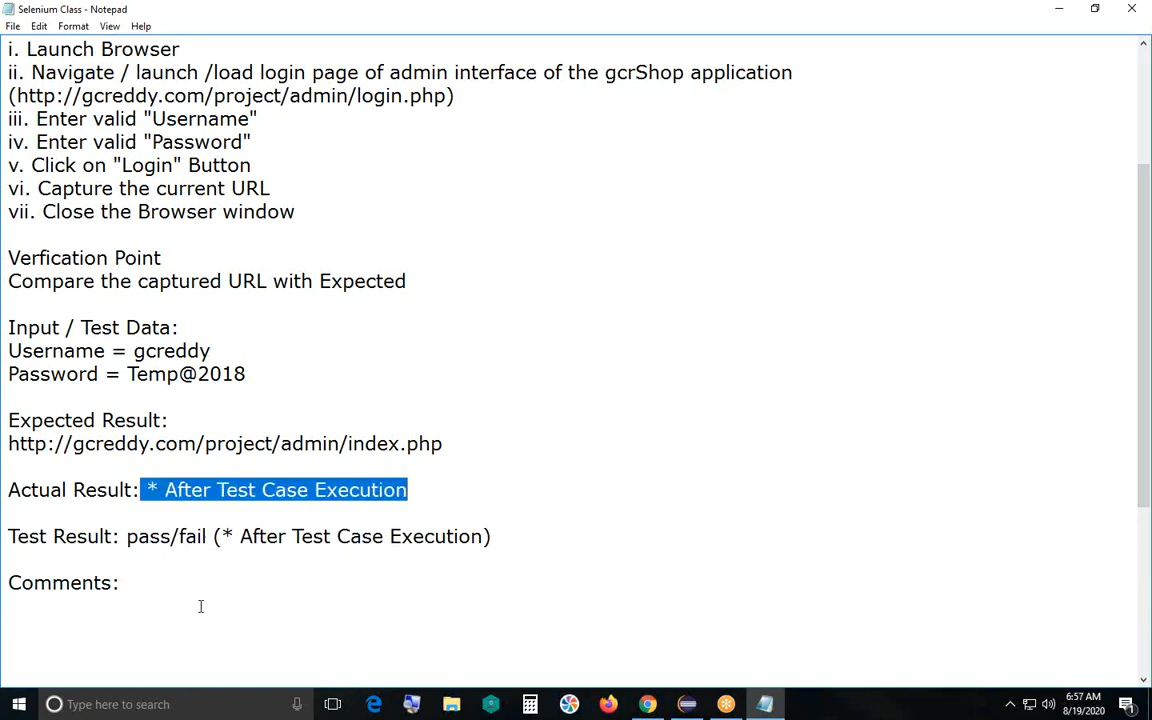 Selenium Class - Notepad
File Edit Format View Help
i. Launch Browser
ii. Navigate / launch /load login page of admin interface of the gcrShop application
(http://gcreddy.com/project/admin/login.php)
iii. Enter valid "Username"
iv. Enter valid "Password"
v. Click on "Login" Button
vi. Capture the current URL
vii. Close the Browser window
Verfication Point
Compare the captured URL with Expected
Input / Test Data:
Username = gcreddy
Password = Temp@2018
Expected Result:
http://gcreddy.com/project/admin/index.php
Actual Result: * After Test Case Execution
Test Result: pass/fail (* After Test Case Execution)
Comments:
Type here to search
6:57 AM
8/19/2020
1